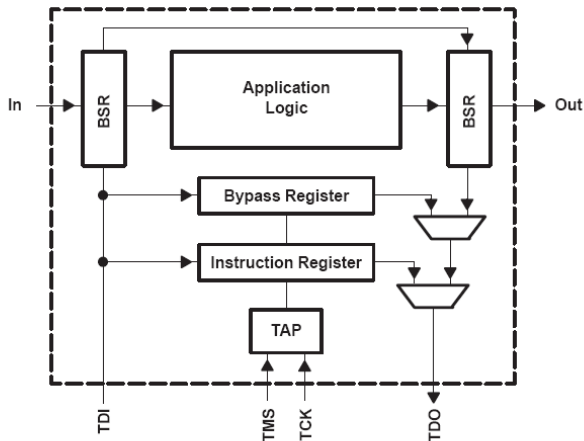 Application
Logic
In
BSR
BSR
Out
Bypass Register
Instruction Register
TAP
TDI
TMS
TCK
TDO